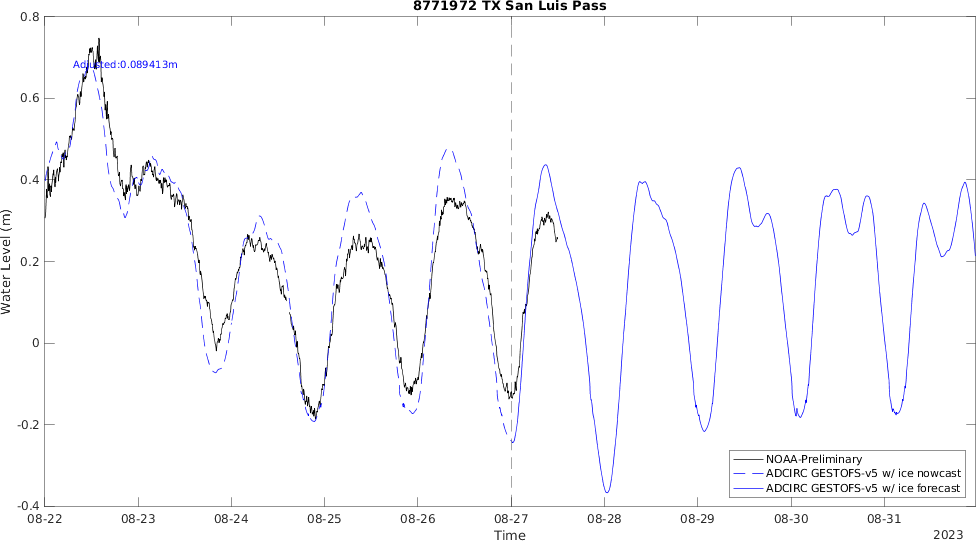 8771972 TX San Luis Pass
Adjusted:0.089413m
Water Level (m)
0.8
0.6
0.4
0.2
0
-0.2
-0.4
NOAA-Preliminary
ADCIRC GESTOFS-v5 w/ ice nowcast
ADCIRC GESTOFS-v5 w/ ice forecast
08-22 08-23 08-24 08-25 08-26 08-27 08-28 08-29 08-30 08-31
Time
2023